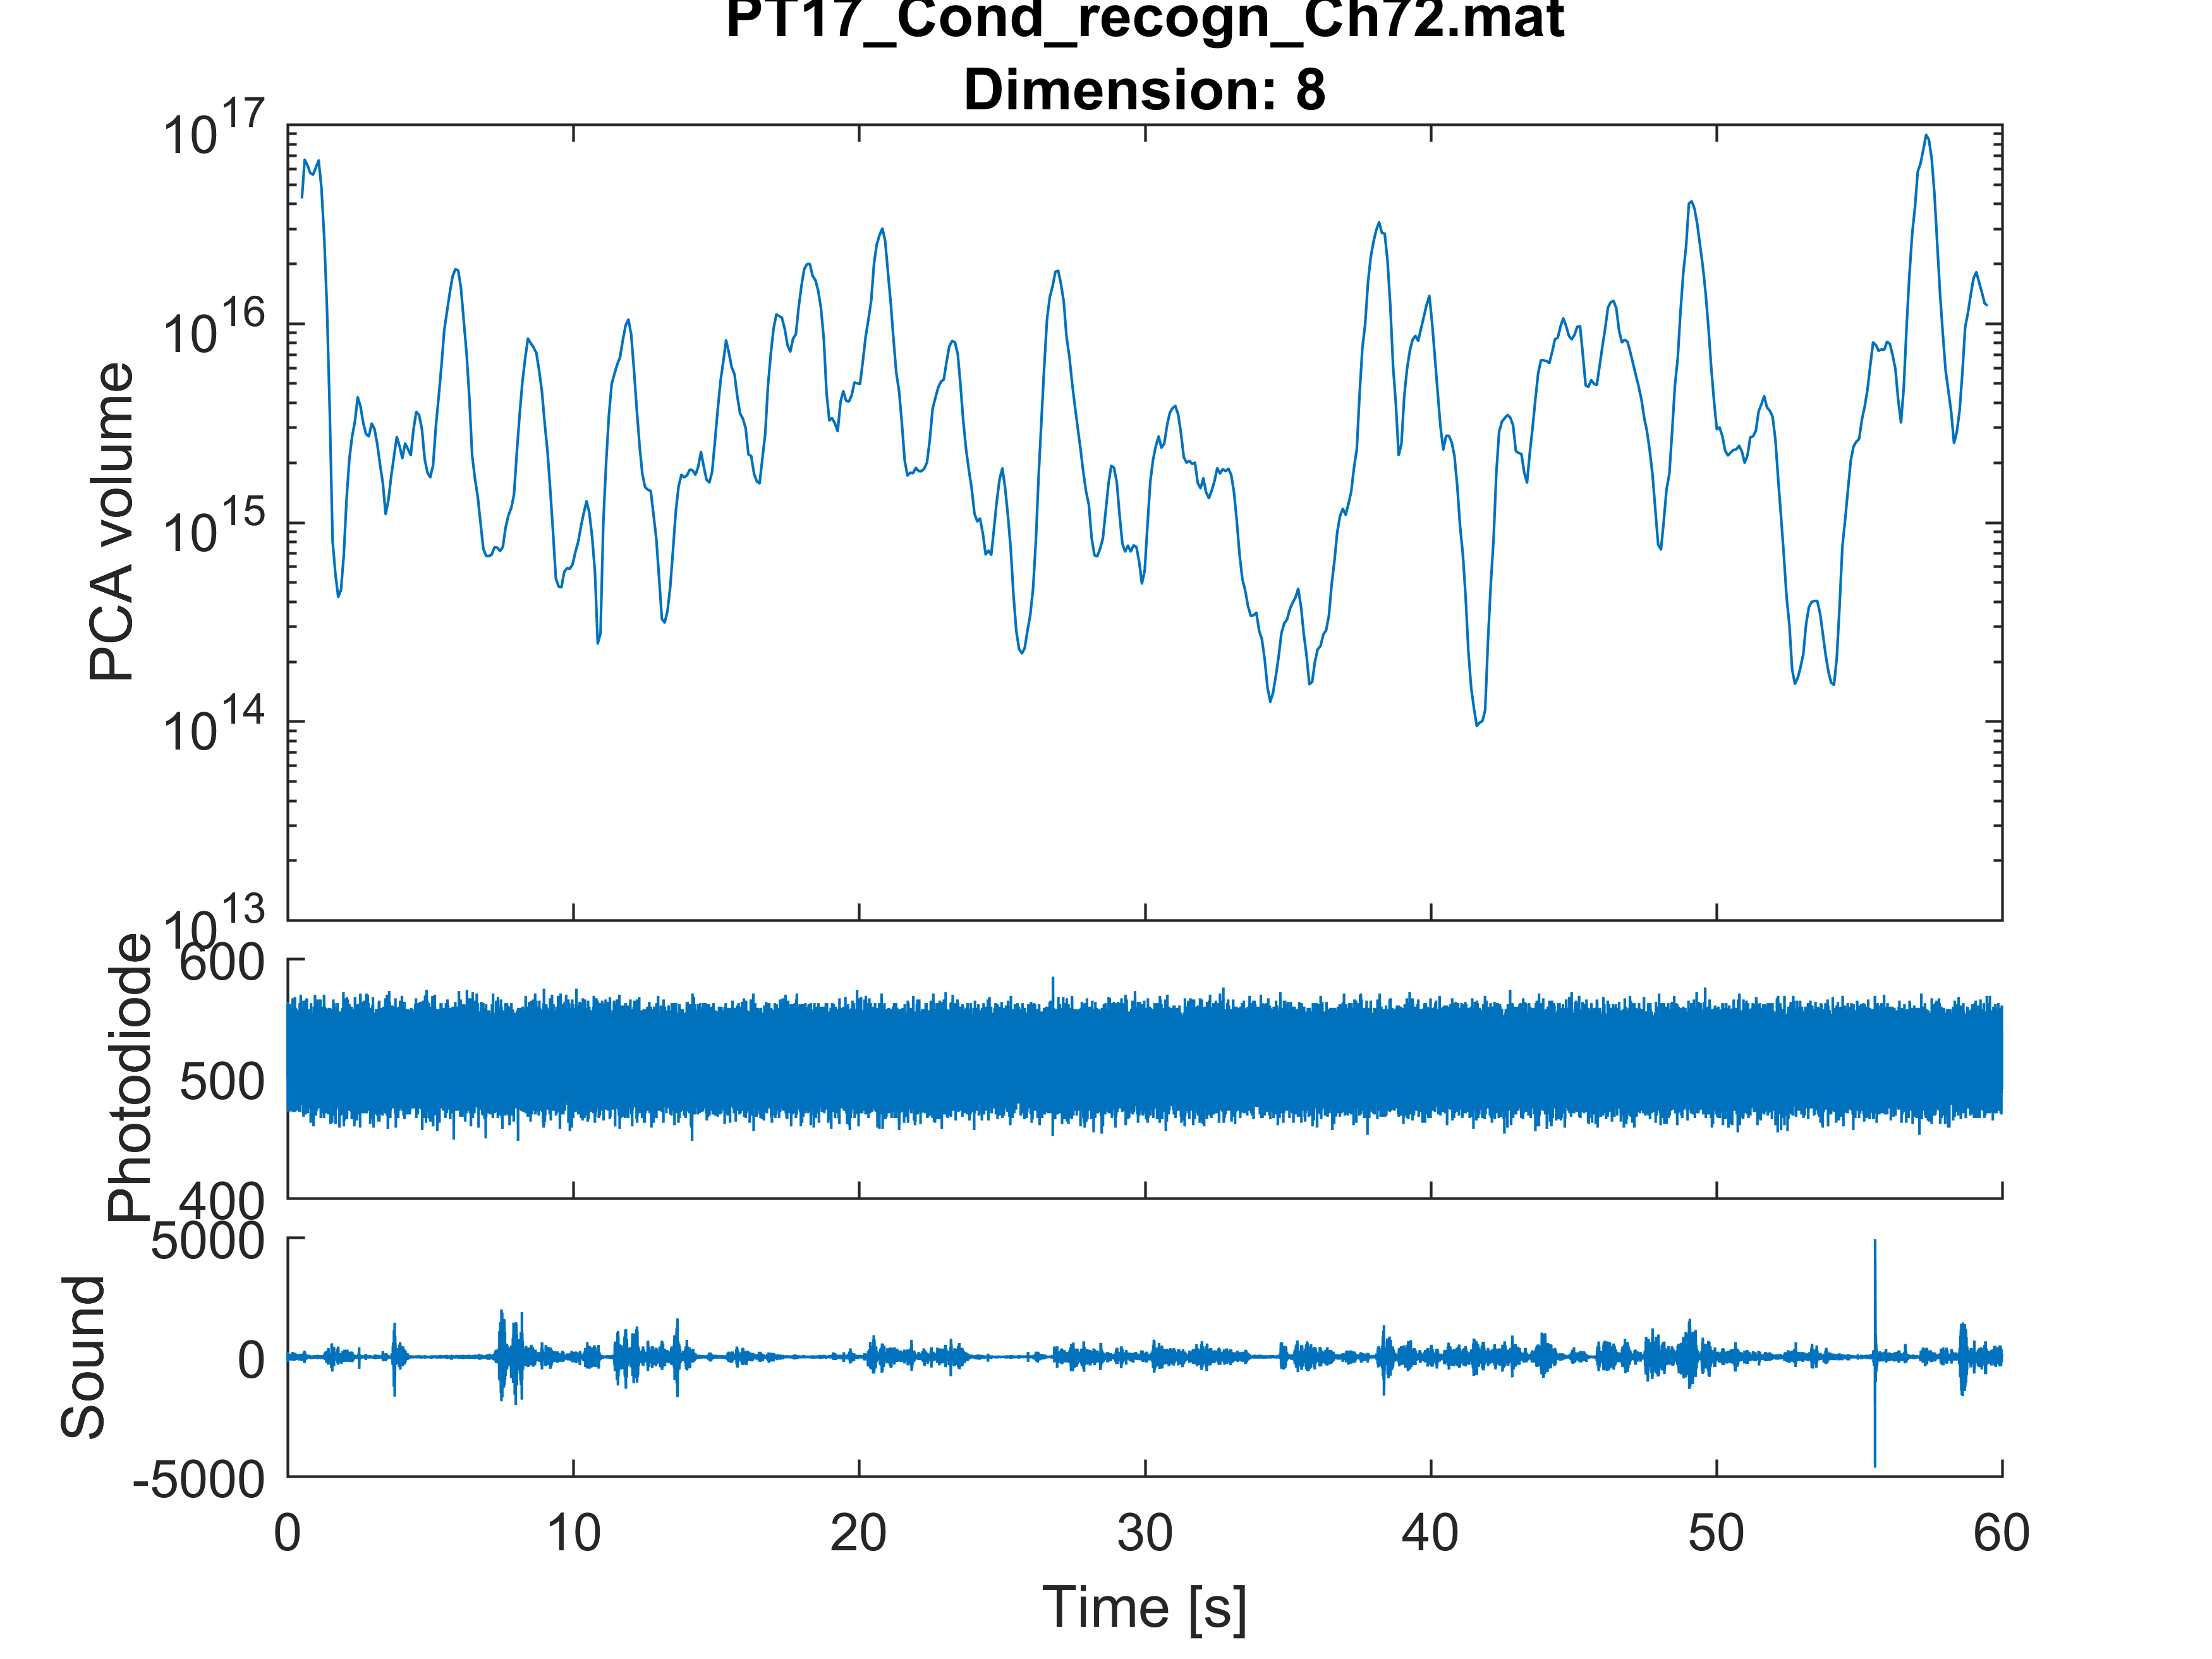 PT17_Cond_recogn_Ch72.mat
Dimension: 8
PCA volume
10^17
10^16
10^15
10^14
10^13
Photodiode
600
500
400
Sound
5000
0
-5000
0 10 20 30 40 50 60
Time [s]